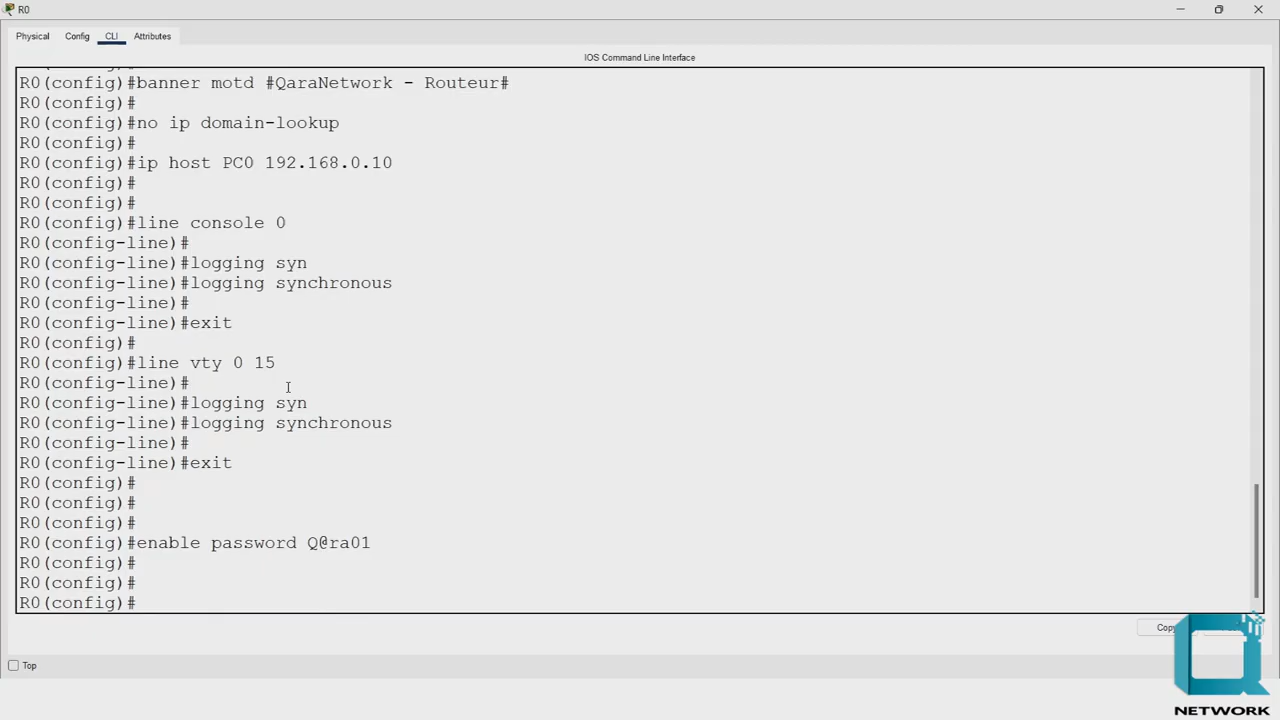 R0
Physical Config CLI Attributes
IOS Command Line Interface
R0(config)#banner motd #QaraNetwork - Routeur#
R0(config)#
R0(config)#no ip domain-lookup
R0(config)#
R0(config)#ip host PC0 192.168.0.10
R0(config)#
R0(config)#
R0(config)#line console 0
R0(config-line)#
R0(config-line)#logging syn
R0(config-line)#logging synchronous
R0(config-line)#
R0(config-line)#exit
R0(config)#
R0(config)#line vty 0 15
R0(config-line)#
R0(config-line)#logging syn
R0(config-line)#logging synchronous
R0(config-line)#
R0(config-line)#exit
R0(config)#
R0(config)#
R0(config)#
R0(config)#enable password Q@ra01
R0(config)#
R0(config)#
R0(config)#
Top
NETWORK